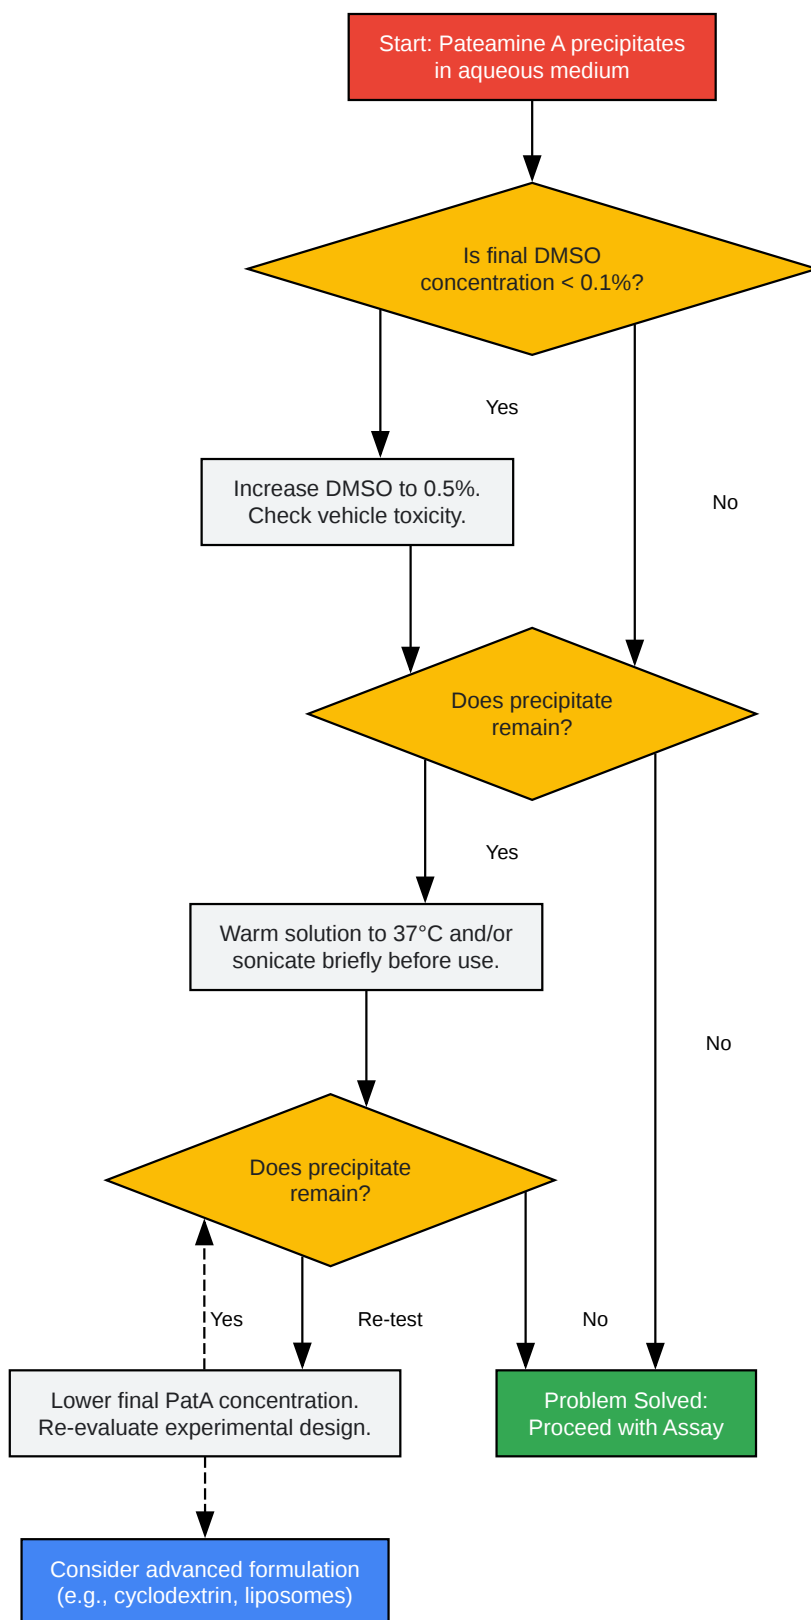 Start: Pateamine A precipitates
in aqueous medium
Is final DMSO
concentration < 0.1%?
Yes
Increase DMSO to 0.5%.
Check vehicle toxicity.
No
Does precipitate
remain?
Yes
Warm solution to 37°C and/or
sonicate briefly before use.
No
Does precipitate
remain?
Yes
Re-test
No
Lower final PatA concentration.
Re-evaluate experimental design.
Problem Solved:
Proceed with Assay
Consider advanced formulation
(e.g., cyclodextrin, liposomes)